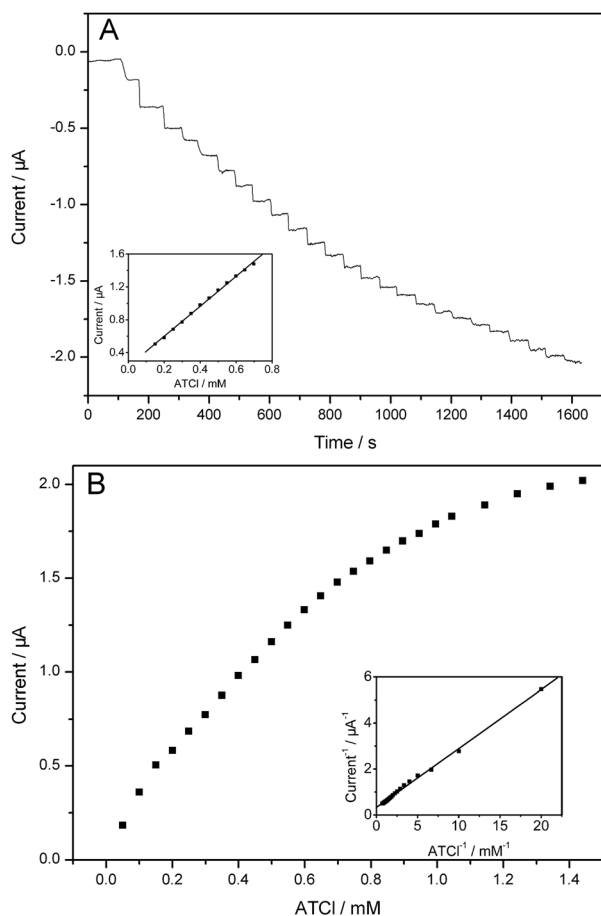 A
0.0
-0.5
-1.0
-1.5
-2.0
Current / µA
0 200 400 600 800 1000 1200 1400 1600
Time / s
1.6
1.2
0.8
0.4
Current / µA
0.0 0.2 0.4 0.6 0.8
ATCl / mM
B
2.0
1.5
1.0
0.5
0.0
Current / µA
0.0 0.2 0.4 0.6 0.8 1.0 1.2 1.4
ATCl / mM
6
4
2
0
Current⁻¹ / µA⁻¹
0 5 10 15 20
ATCl⁻¹ / mM⁻¹